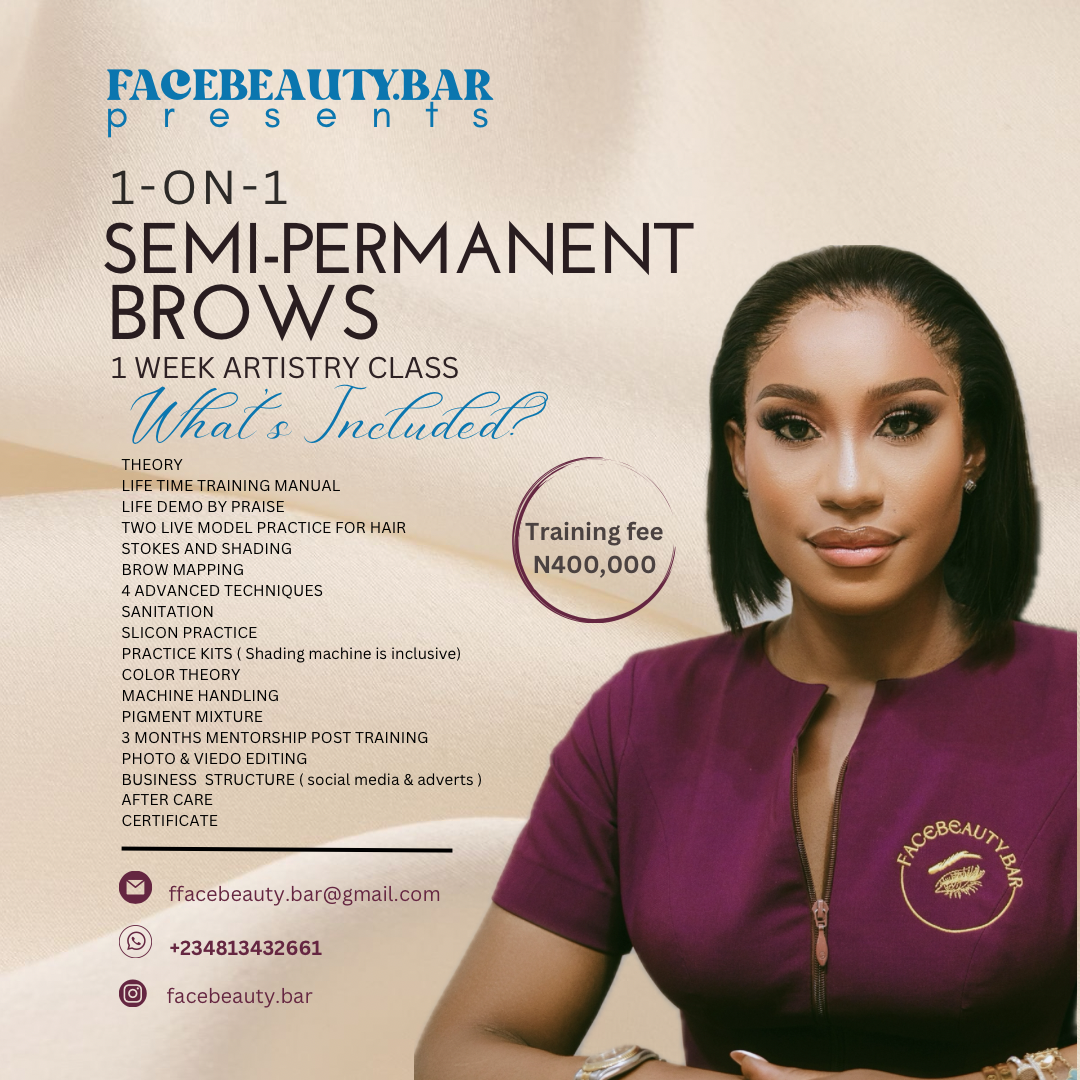 FACEBEAUTY.BAR
presents
1-ON-1
SEMI-PERMANENT
BROWS
1 WEEK ARTISTRY CLASS
What's Included?
THEORY
LIFE TIME TRAINING MANUAL
LIFE DEMO BY PRAISE
TWO LIVE MODEL PRACTICE FOR HAIR
STOKES AND SHADING
BROW MAPPING
4 ADVANCED TECHNIQUES
SANITATION
SLICON PRACTICE
PRACTICE KITS ( Shading machine is inclusive)
COLOR THEORY
MACHINE HANDLING
PIGMENT MIXTURE
3 MONTHS MENTORSHIP POST TRAINING
PHOTO & VIEDO EDITING
BUSINESS  STRUCTURE ( social media & adverts )
AFTER CARE
CERTIFICATE
Training fee
N400,000
ffacebeauty.bar@gmail.com
+234813432661
facebeauty.bar
FACEBEAUTY.BAR